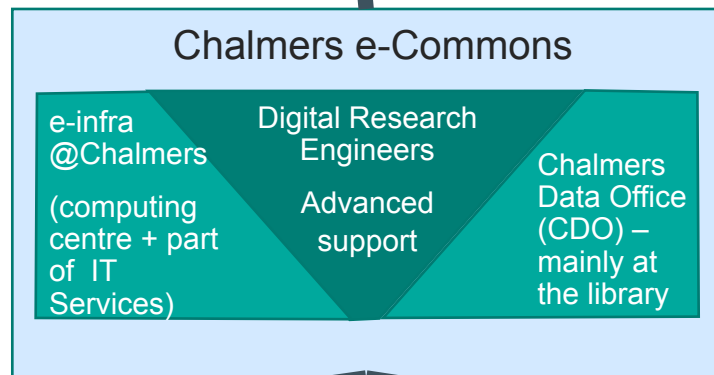 Chalmers e-Commons
e-infra
@Chalmers
(computing
centre + part
of IT
Services)
Digital Research
Engineers
Advanced
support
Chalmers
Data Office
(CDO) –
mainly at
the library